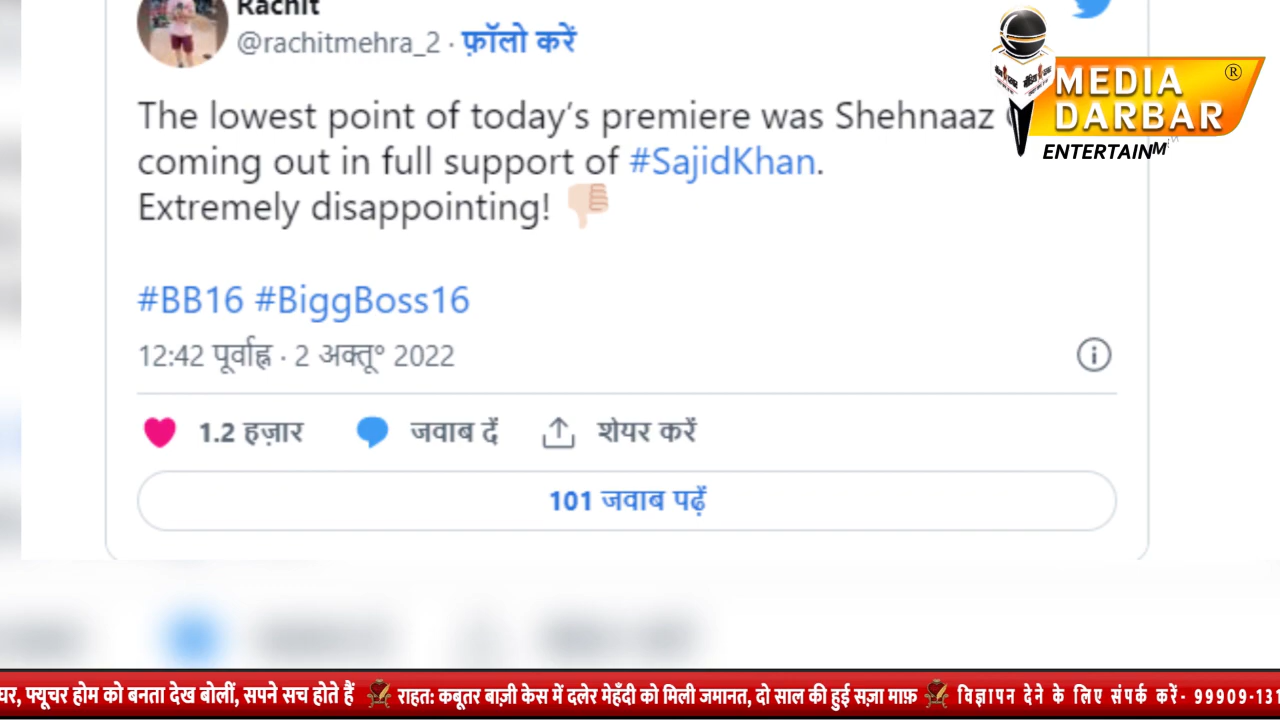 Rachit
@rachitmehra_2 · फ़ॉलो करें
The lowest point of today's premiere was Shehnaaz
coming out in full support of #SajidKhan.
Extremely disappointing! 👎
#BB16 #BiggBoss16
12:42 पूर्वाह्न · 2 अक्तू॰ 2022
1.2 हज़ार जवाब दें शेयर करें
101 जवाब पढ़ें
MEDIA ®
DARBAR
ENTERTAINM
घर, फ्यूचर होम को बनता देख बोलीं, सपने सच होते हैं राहत: कबूतर बाज़ी केस में दलेर मेहँदी को मिली जमानत, दो साल की हुई सज़ा माफ़ विज्ञापन देने के लिए संपर्क करें- 99909-131